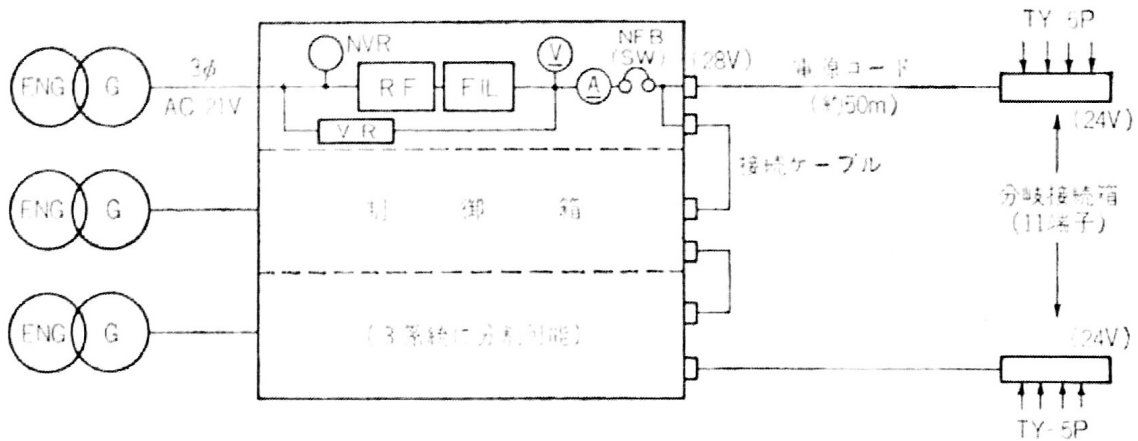 TY-5P
NVR
NFB
(SW)
(28V)
電源コード
(約50m)
(24V)
ENG G
3φ
AC 21V
RF
FIL
V
A
VR
接続ケーブル
分岐接続箱
(11端子)
ENG G
制 御 箱
ENG G
(3系統に分割可能)
(24V)
TY-5P